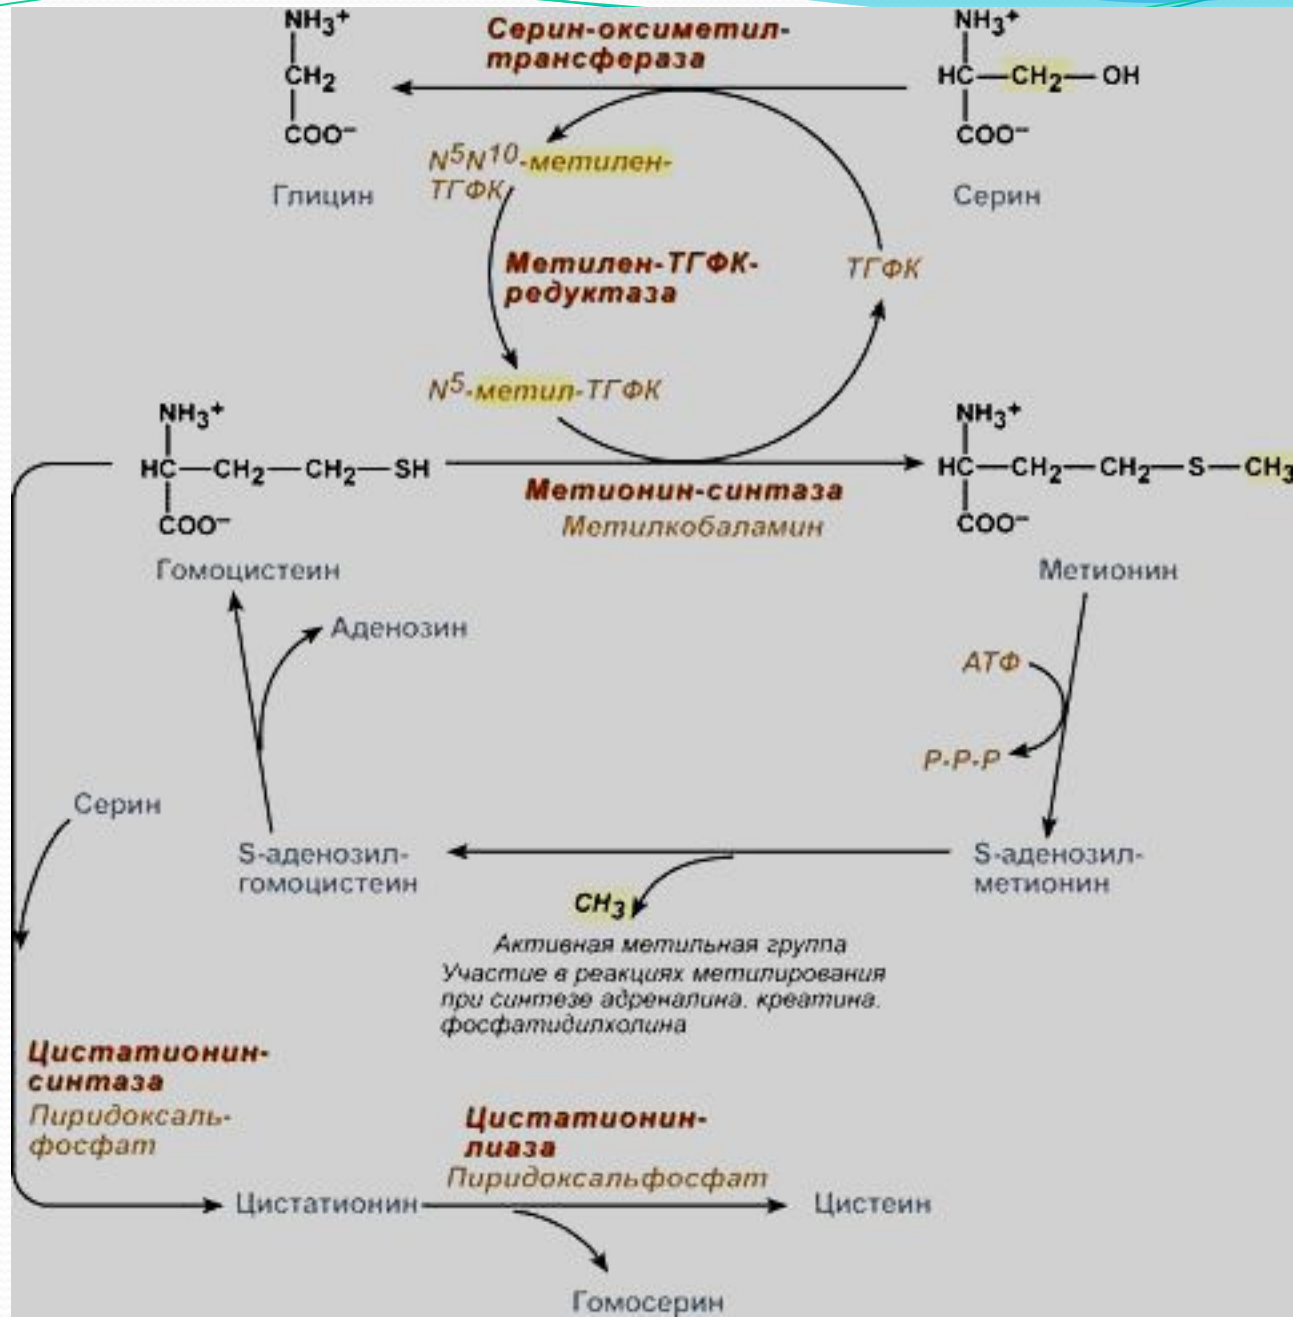 NH₃⁺
CH₂
COO⁻
Глицин
Серин-оксиметил-
трансфераза
NH₃⁺
HC—CH₂—OH
COO⁻
Серин
N⁵N¹⁰-метилен-
ТГФК
Метилен-ТГФК-
редуктаза
ТГФК
N⁵-метил-ТГФК
NH₃⁺
HC—CH₂—CH₂—SH
COO⁻
Гомоцистеин
Метионин-синтаза
Метилкобаламин
NH₃⁺
HC—CH₂—CH₂—S—CH₃
COO⁻
Метионин
Аденозин
АТФ
Р-Р-Р
Серин
S-аденозил-
гомоцистеин
S-аденозил-
метионин
CH₃
Активная метильная группа
Участие в реакциях метилирования
при синтезе адреналина. креатина.
фосфатидилхолина
Цистатионин-
синтаза
Пиридоксаль-
фосфат
Цистатионин-
лиаза
Пиридоксальфосфат
Цистатионин
Цистеин
Гомосерин